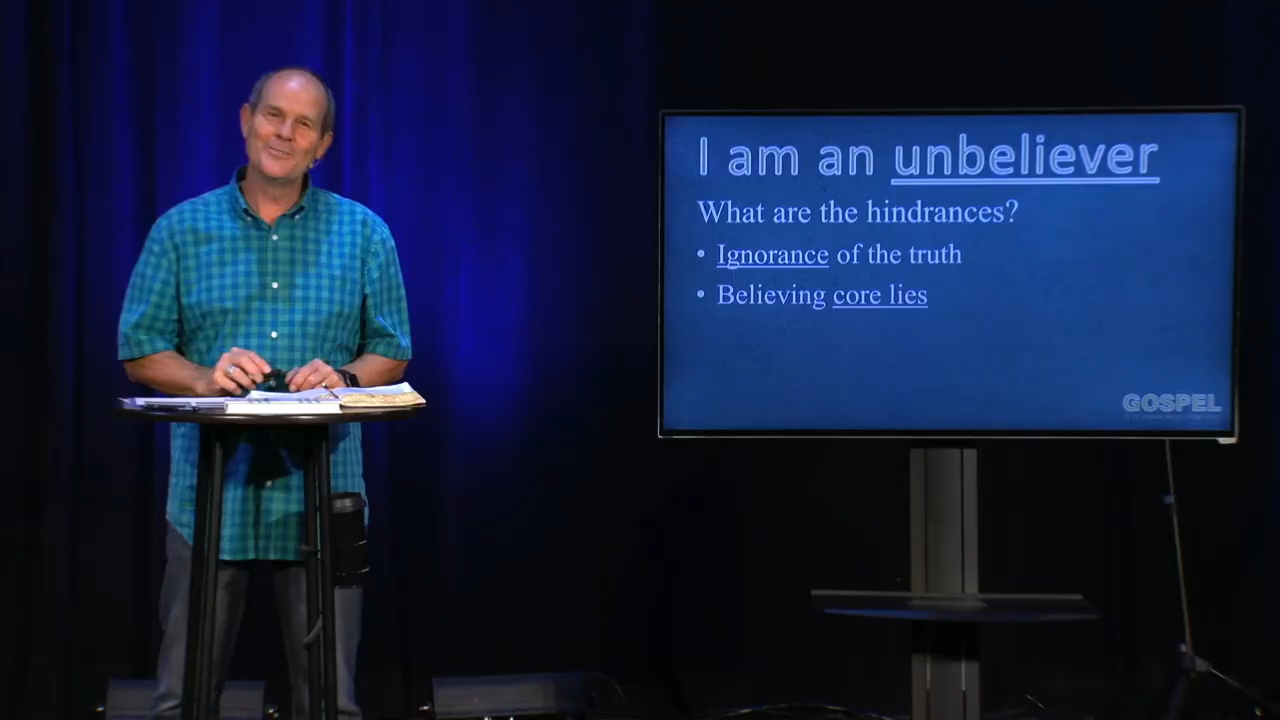 I am an unbeliever
What are the hindrances?
• Ignorance of the truth
• Believing core lies
GOSPEL